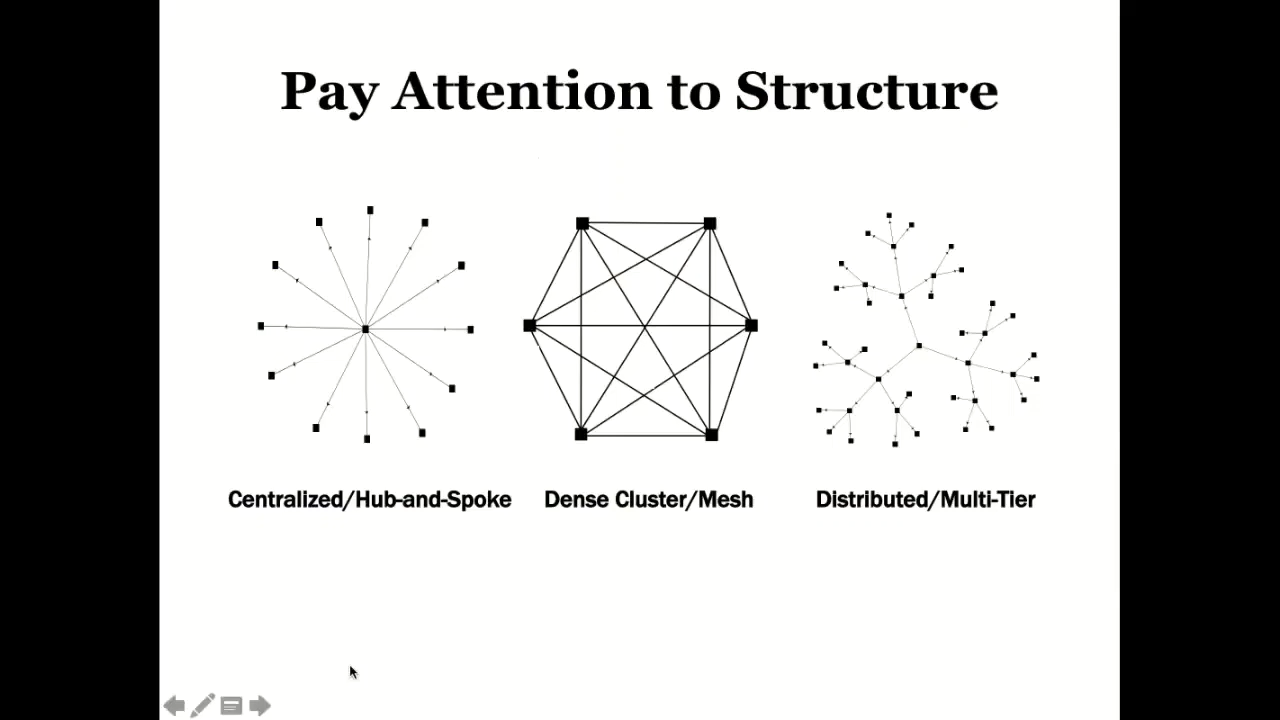 Pay Attention to Structure
Centralized/Hub-and-Spoke
Dense Cluster/Mesh
Distributed/Multi-Tier